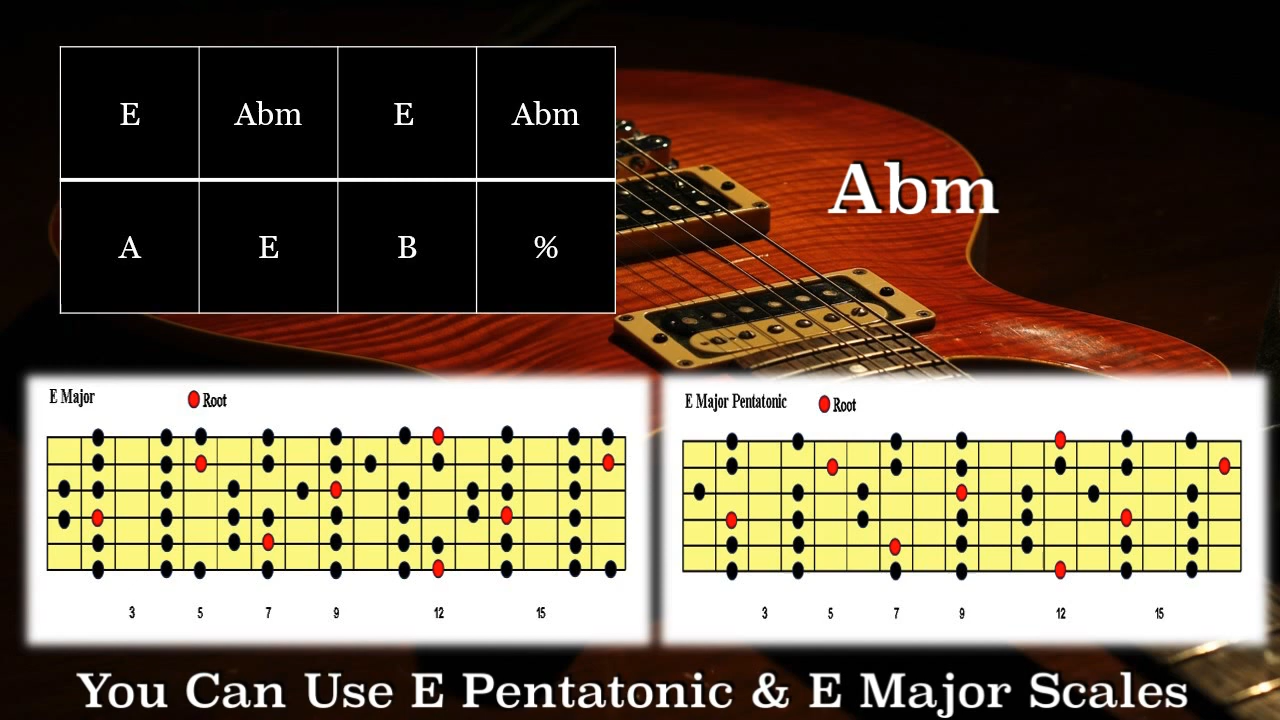 E Abm E Abm
Abm
A E B %
E Major Root
E Major Pentatonic Root
3 5 7 9 12 15
3 5 7 9 12 15
You Can Use E Pentatonic & E Major Scales